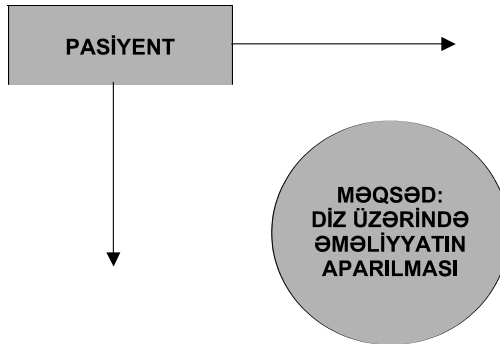 PASİYENT
MƏQSƏD:
DİZ ÜZƏRİNDƏ
ƏMƏLİYYATIN
APARILMASI